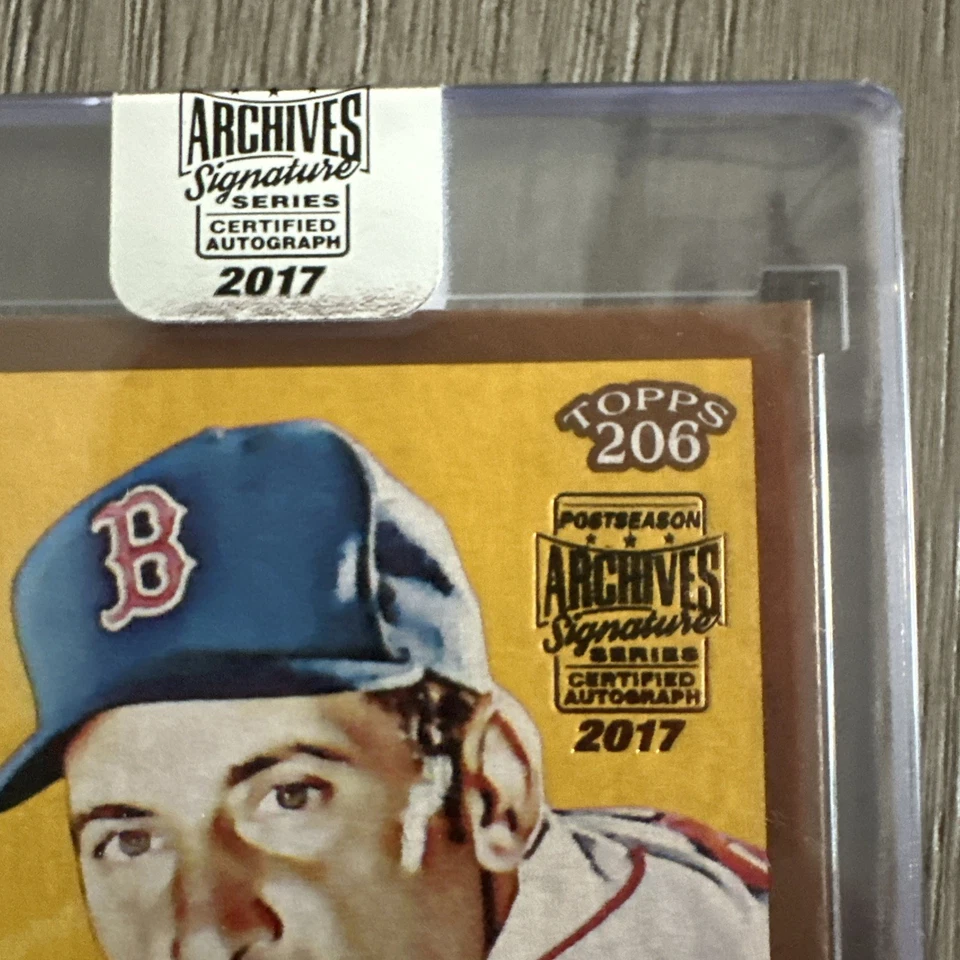 ARCHIVES
Signature
SERIES
CERTIFIED
AUTOGRAPH
2017
TOPPS
206
B
POSTSEASON
ARCHIVES
Signature
SERIES
CERTIFIED
AUTOGRAPH
2017